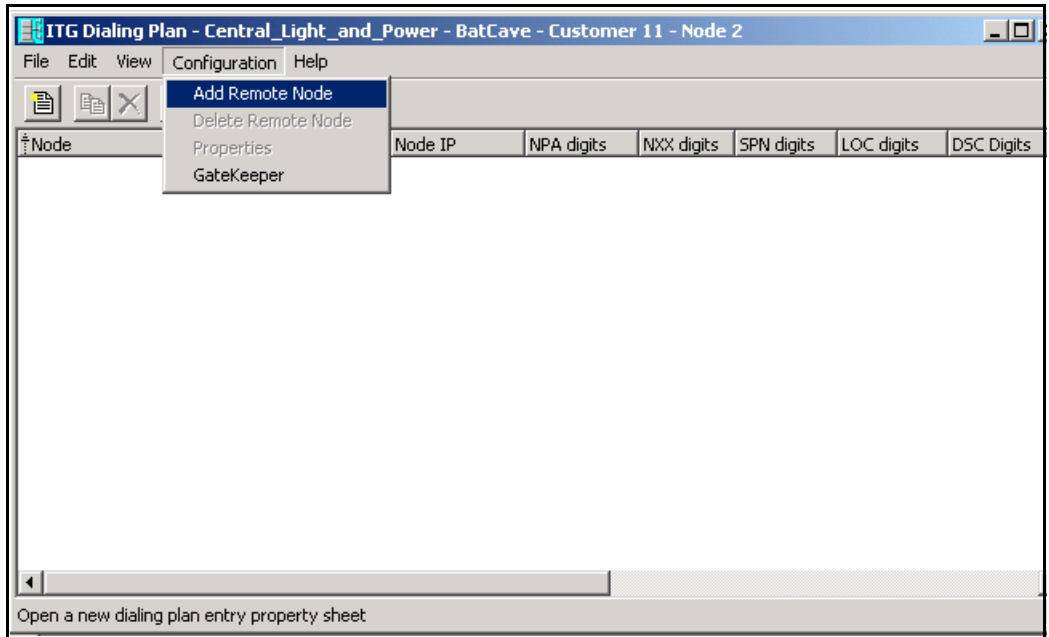 ITG Dialing Plan - Central_Light_and_Power - BatCave - Customer 11 - Node 2
File Edit View Configuration Help
Add Remote Node
Delete Remote Node
Properties
GateKeeper
Node Node IP NPA digits NXX digits SPN digits LOC digits DSC Digits
Open a new dialing plan entry property sheet